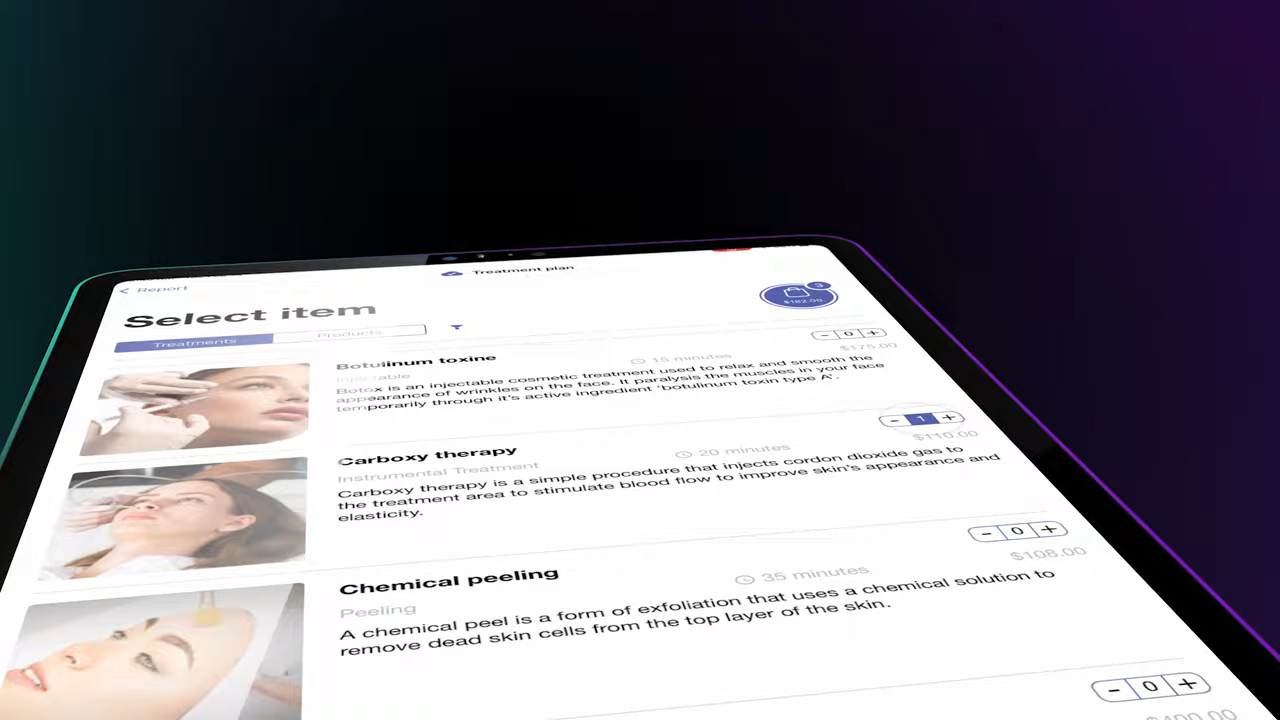 Treatment plan
< Report
Select item
3
$182.00
Treatments
Products
Botulinum toxine
15 minutes
- 0 +
$175.00
Injectable
Botox is an injectable cosmetic treatment used to relax and smooth the
appearance of wrinkles on the face. It paralysis the muscles in your face
temporarily through it's active ingredient 'botulinum toxin type A'.
Carboxy therapy
20 minutes
- 1 +
$110.00
Instrumental Treatment
Carboxy therapy is a simple procedure that injects cordon dioxide gas to
the treatment area to stimulate blood flow to improve skin's appearance and
elasticity.
Chemical peeling
35 minutes
- 0 +
$108.00
Peeling
A chemical peel is a form of exfoliation that uses a chemical solution to
remove dead skin cells from the top layer of the skin.
- 0 +
$400.00